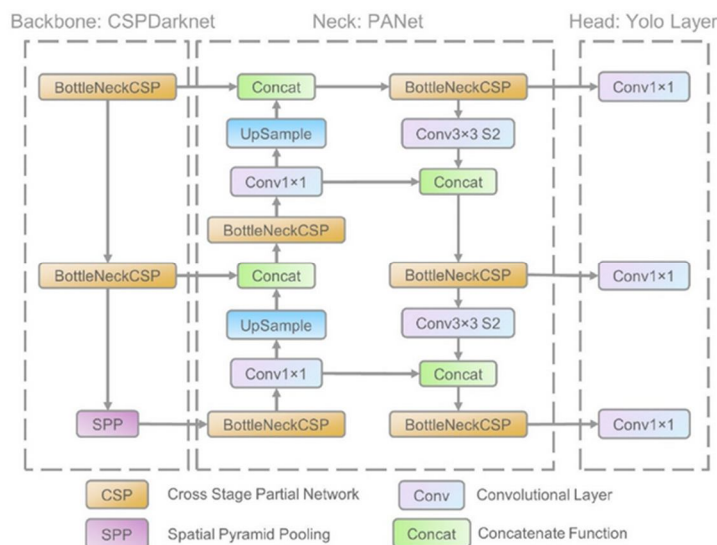 Backbone: CSPDarknet Neck: PANet Head: Yolo Layer
BottleNeckCSP Concat BottleNeckCSP Conv1×1
UpSample Conv3×3 S2
Conv1×1 Concat
BottleNeckCSP
BottleNeckCSP Concat BottleNeckCSP Conv1×1
UpSample Conv3×3 S2
Conv1×1 Concat
SPP BottleNeckCSP BottleNeckCSP Conv1×1
CSP Cross Stage Partial Network Conv Convolutional Layer
SPP Spatial Pyramid Pooling Concat Concatenate Function